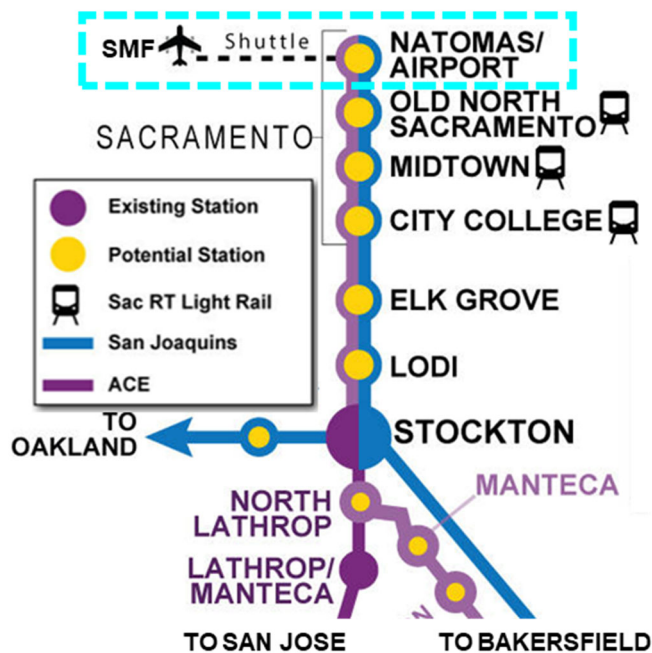 SMF
Shuttle
NATOMAS/
AIRPORT
OLD NORTH
SACRAMENTO
SACRAMENTO
MIDTOWN
CITY COLLEGE
Existing Station
Potential Station
Sac RT Light Rail
San Joaquins
ACE
ELK GROVE
LODI
TO
OAKLAND
STOCKTON
MANTECA
NORTH
LATHROP
LATHROP/
MANTECA
TO SAN JOSE
TO BAKERSFIELD